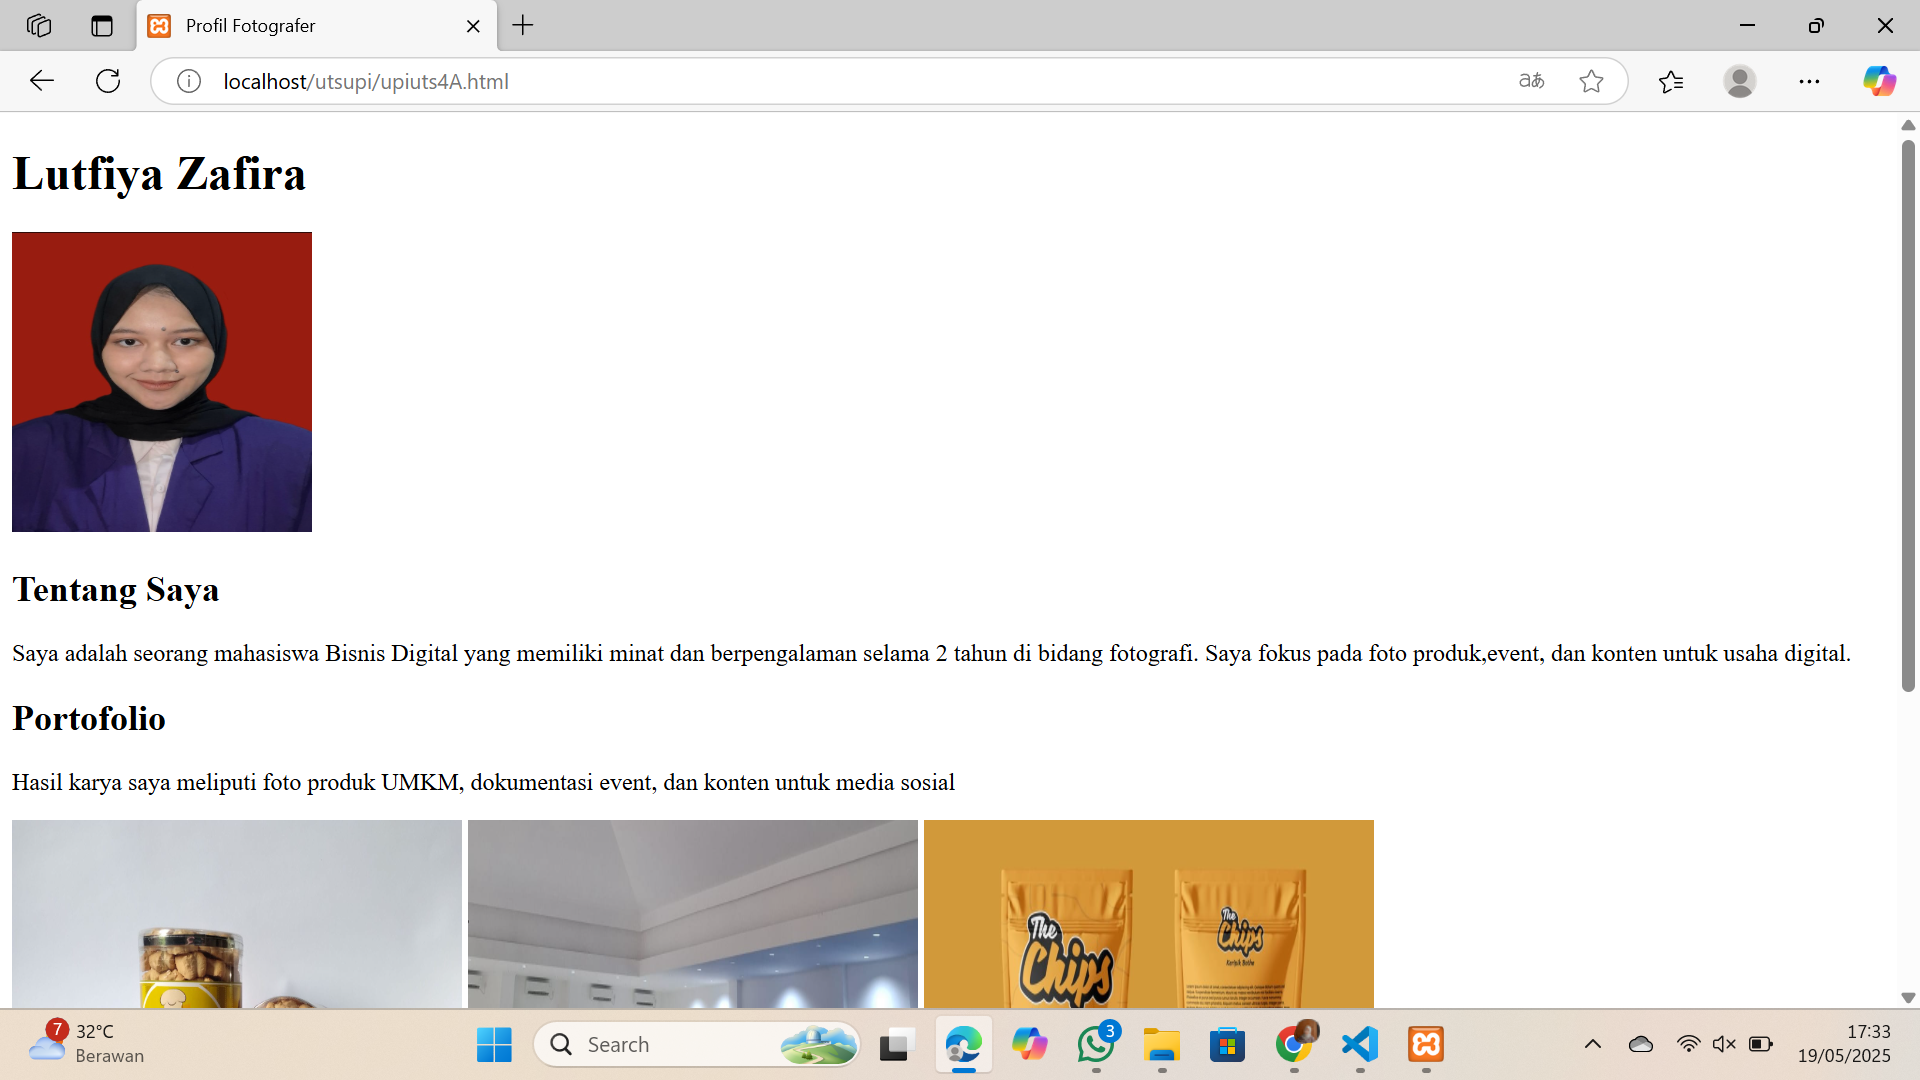 Profil Fotografer
localhost/utsupi/upiuts4A.html
Lutfiya Zafira
Tentang Saya
Saya adalah seorang mahasiswa Bisnis Digital yang memiliki minat dan berpengalaman selama 2 tahun di bidang fotografi. Saya fokus pada foto produk,event, dan konten untuk usaha digital.
Portofolio
Hasil karya saya meliputi foto produk UMKM, dokumentasi event, dan konten untuk media sosial
The
Chips
The
Chips
7
32°C
Berawan
Search
3
17:33
19/05/2025